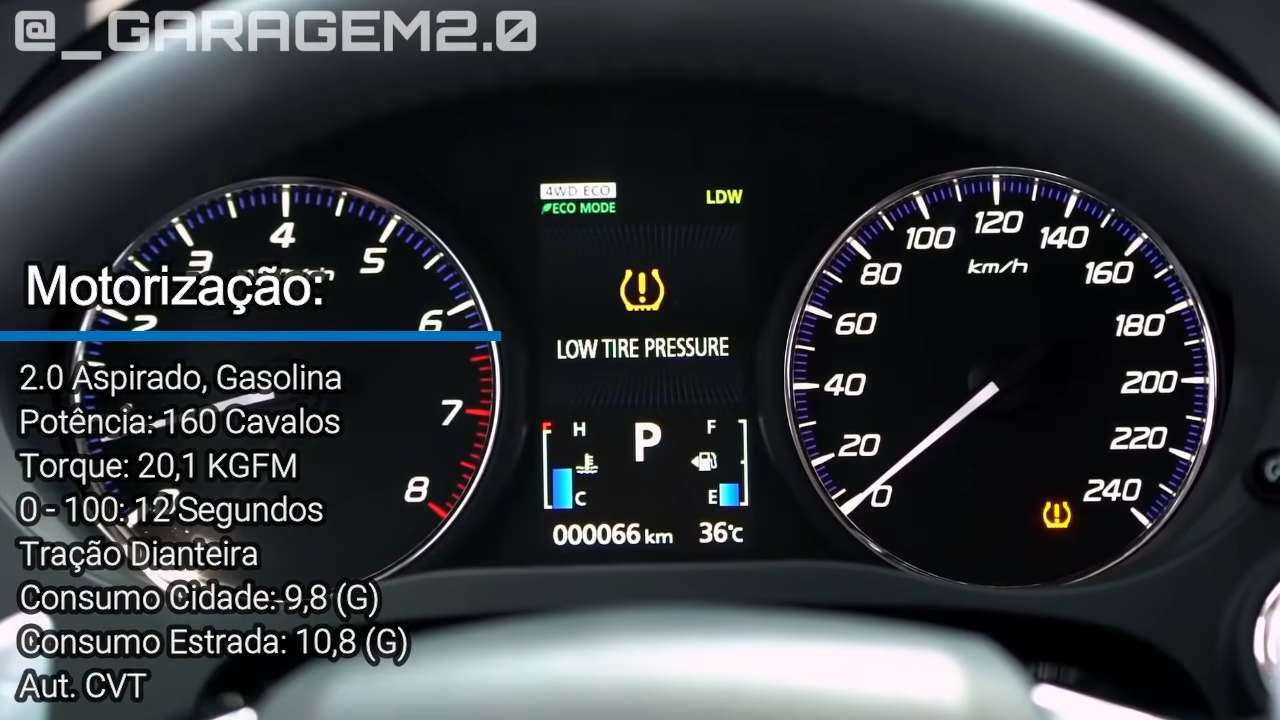 @_GARAGEM2.0
Motorização:
2.0 Aspirado, Gasolina
Potência: 160 Cavalos
Torque: 20,1 KGFM
0 - 100: 12 Segundos
Tração Dianteira
Consumo Cidade: 9,8 (G)
Consumo Estrada: 10,8 (G)
Aut. CVT
2
3
4
5
6
7
8
4WD ECO
ECO MODE
LDW
LOW TIRE PRESSURE
H
C
P
F
E
000066 km
36°C
0
20
40
60
80
100
120
140
160
180
200
220
240
km/h